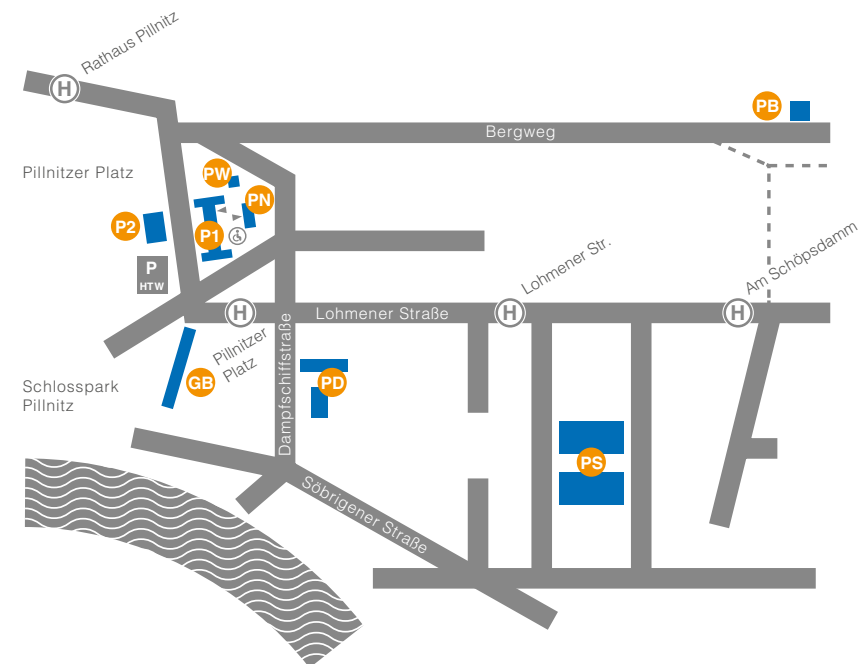 Rathaus Pillnitz
H
PB
Bergweg
Pillnitzer Platz
PW
PN
P2
P1
P
HTW
Lohmener Str.
Am Schöpsdamm
H
Lohmener Straße
H
H
Pillnitzer
Platz
Dampfschiffstraße
Schlosspark
Pillnitz
GB
PD
PS
Söbrigener Straße